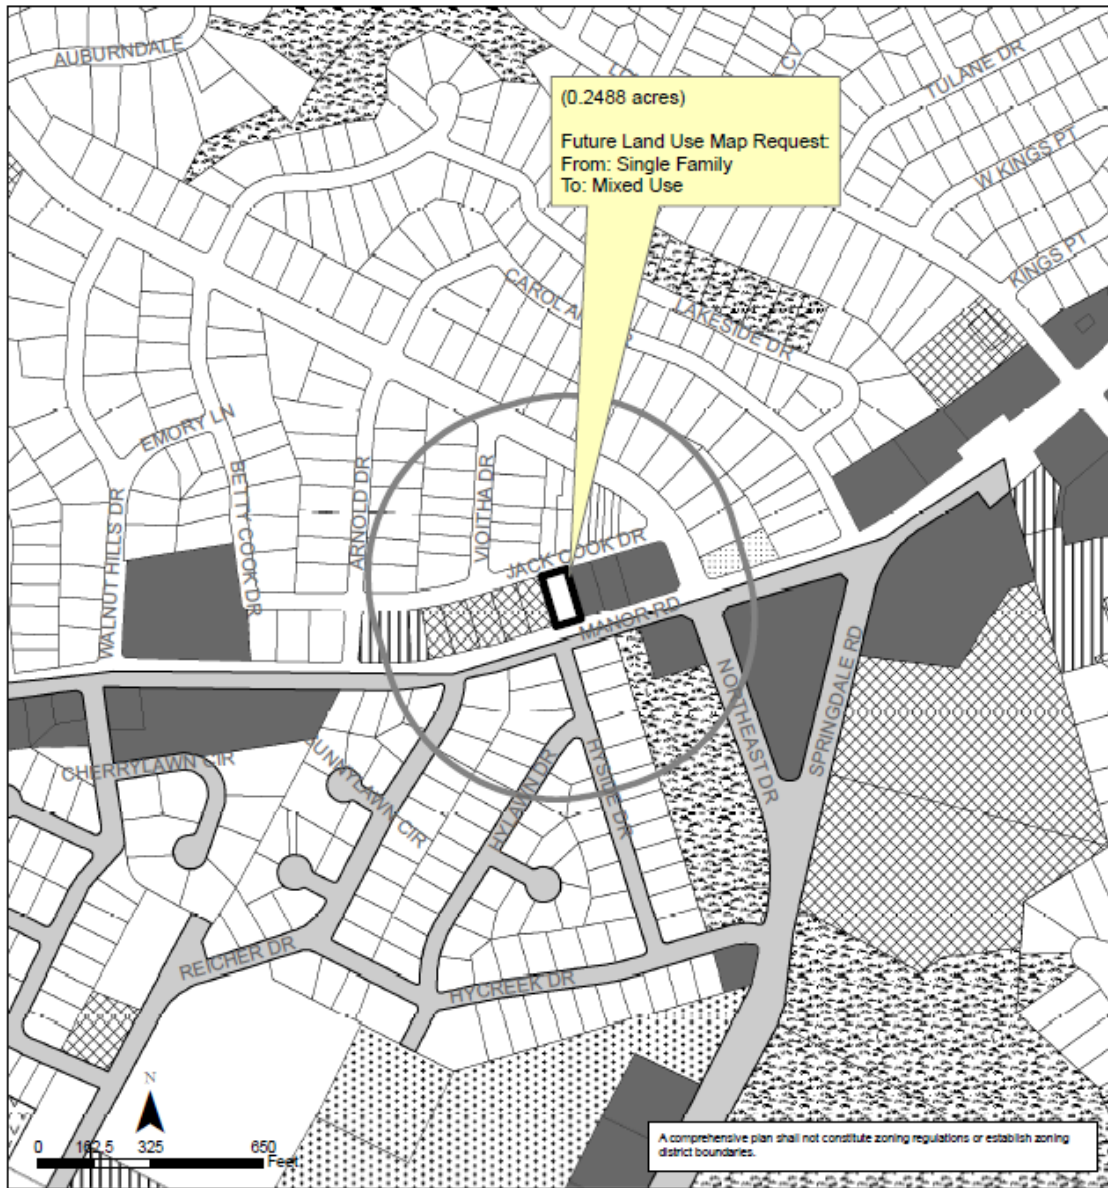 AUBURNDALE
TULANE DR
(0.2488 acres)
Future Land Use Map Request:
From: Single Family
To: Mixed Use
W KINGS PT
KINGS PT
LAKESIDE DR
EMORY LN
WALNUT HILLS DR
BETTY COOK DR
ARNOLD DR
VIOITHA DR
JACK COOK DR
MANOR RD
NORTHEAST DR
SPRINGDALE RD
CHERRYLAWN CIR
HYLAWN DR
HYSIDE DR
REICHER DR
HYCREEK DR
N
0 162.5 325 650
Feet
A comprehensive plan shall not constitute zoning regulations or establish zoning
district boundaries.